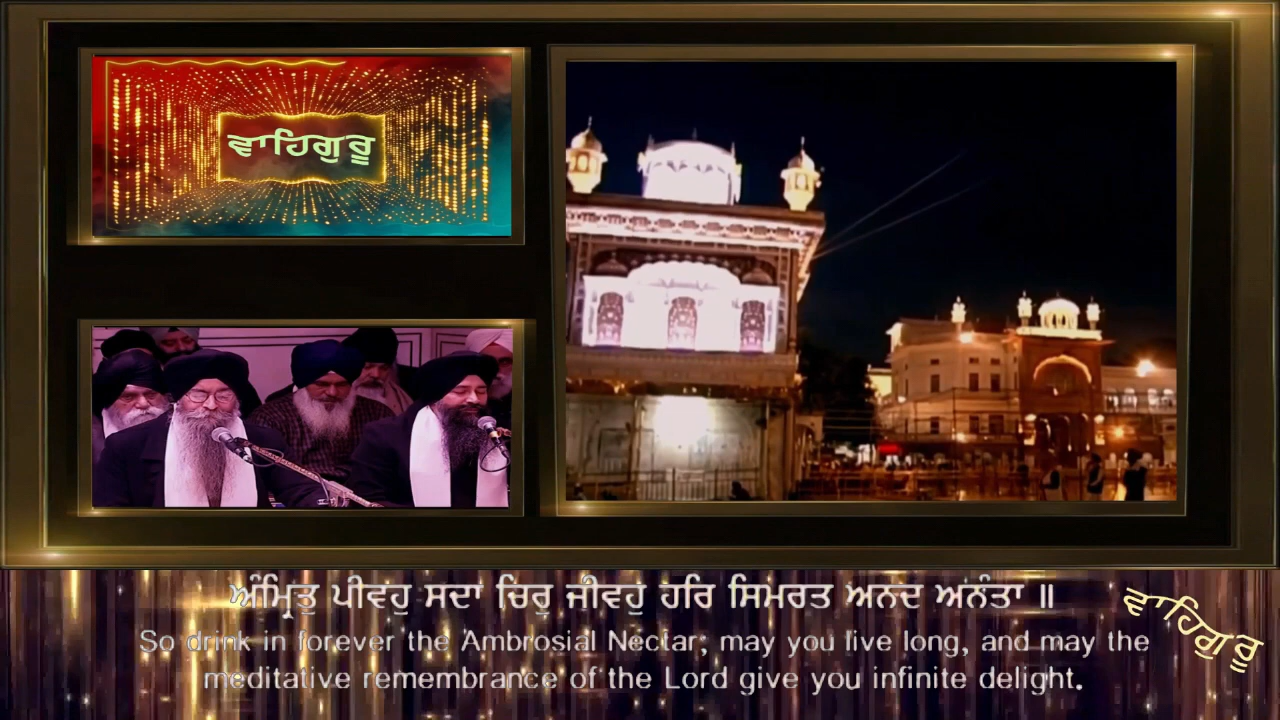 ਵਾਹਿਗੁਰੂ
ਅੰਮ੍ਰਿਤੁ ਪੀਵਹੁ ਸਦਾ ਚਿਰੁ ਜੀਵਹੁ ਹਰਿ ਸਿਮਰਤ ਅਨਦ ਅਨੰਤਾ ॥
So drink in forever the Ambrosial Nectar; may you live long, and may the
meditative remembrance of the Lord give you infinite delight.
ਵਾਹਿਗੁਰੂ